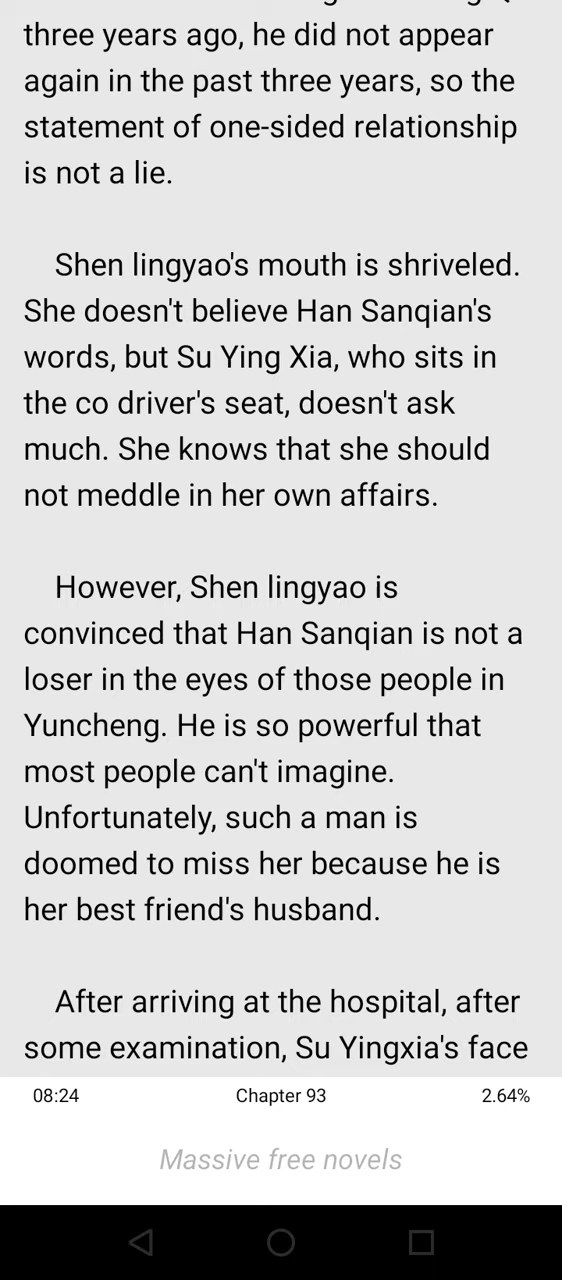 three years ago, he did not appear
again in the past three years, so the
statement of one-sided relationship
is not a lie.
Shen lingyao's mouth is shriveled.
She doesn't believe Han Sanqian's
words, but Su Ying Xia, who sits in
the co driver's seat, doesn't ask
much. She knows that she should
not meddle in her own affairs.
However, Shen lingyao is
convinced that Han Sanqian is not a
loser in the eyes of those people in
Yuncheng. He is so powerful that
most people can't imagine.
Unfortunately, such a man is
doomed to miss her because he is
her best friend's husband.
After arriving at the hospital, after
some examination, Su Yingxia's face
08:24 Chapter 93 2.64%
Massive free novels